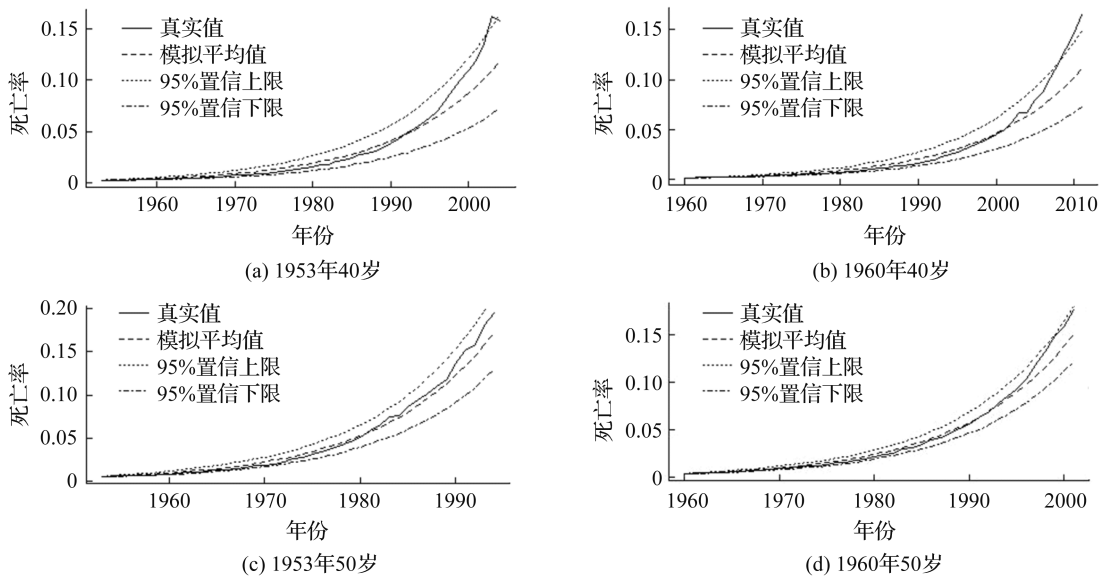 0.15
0.10
0.05
0
死亡率
真实值
模拟平均值
95%置信上限
95%置信下限
1960 1970 1980 1990 2000
年份
(a) 1953年40岁
0.15
0.10
0.05
0
死亡率
真实值
模拟平均值
95%置信上限
95%置信下限
1960 1970 1980 1990 2000 2010
年份
(b) 1960年40岁
0.20
0.15
0.10
0.05
0
死亡率
真实值
模拟平均值
95%置信上限
95%置信下限
1960 1970 1980 1990
年份
(c) 1953年50岁
0.15
0.10
0.05
0
死亡率
真实值
模拟平均值
95%置信上限
95%置信下限
1960 1970 1980 1990 2000
年份
(d) 1960年50岁